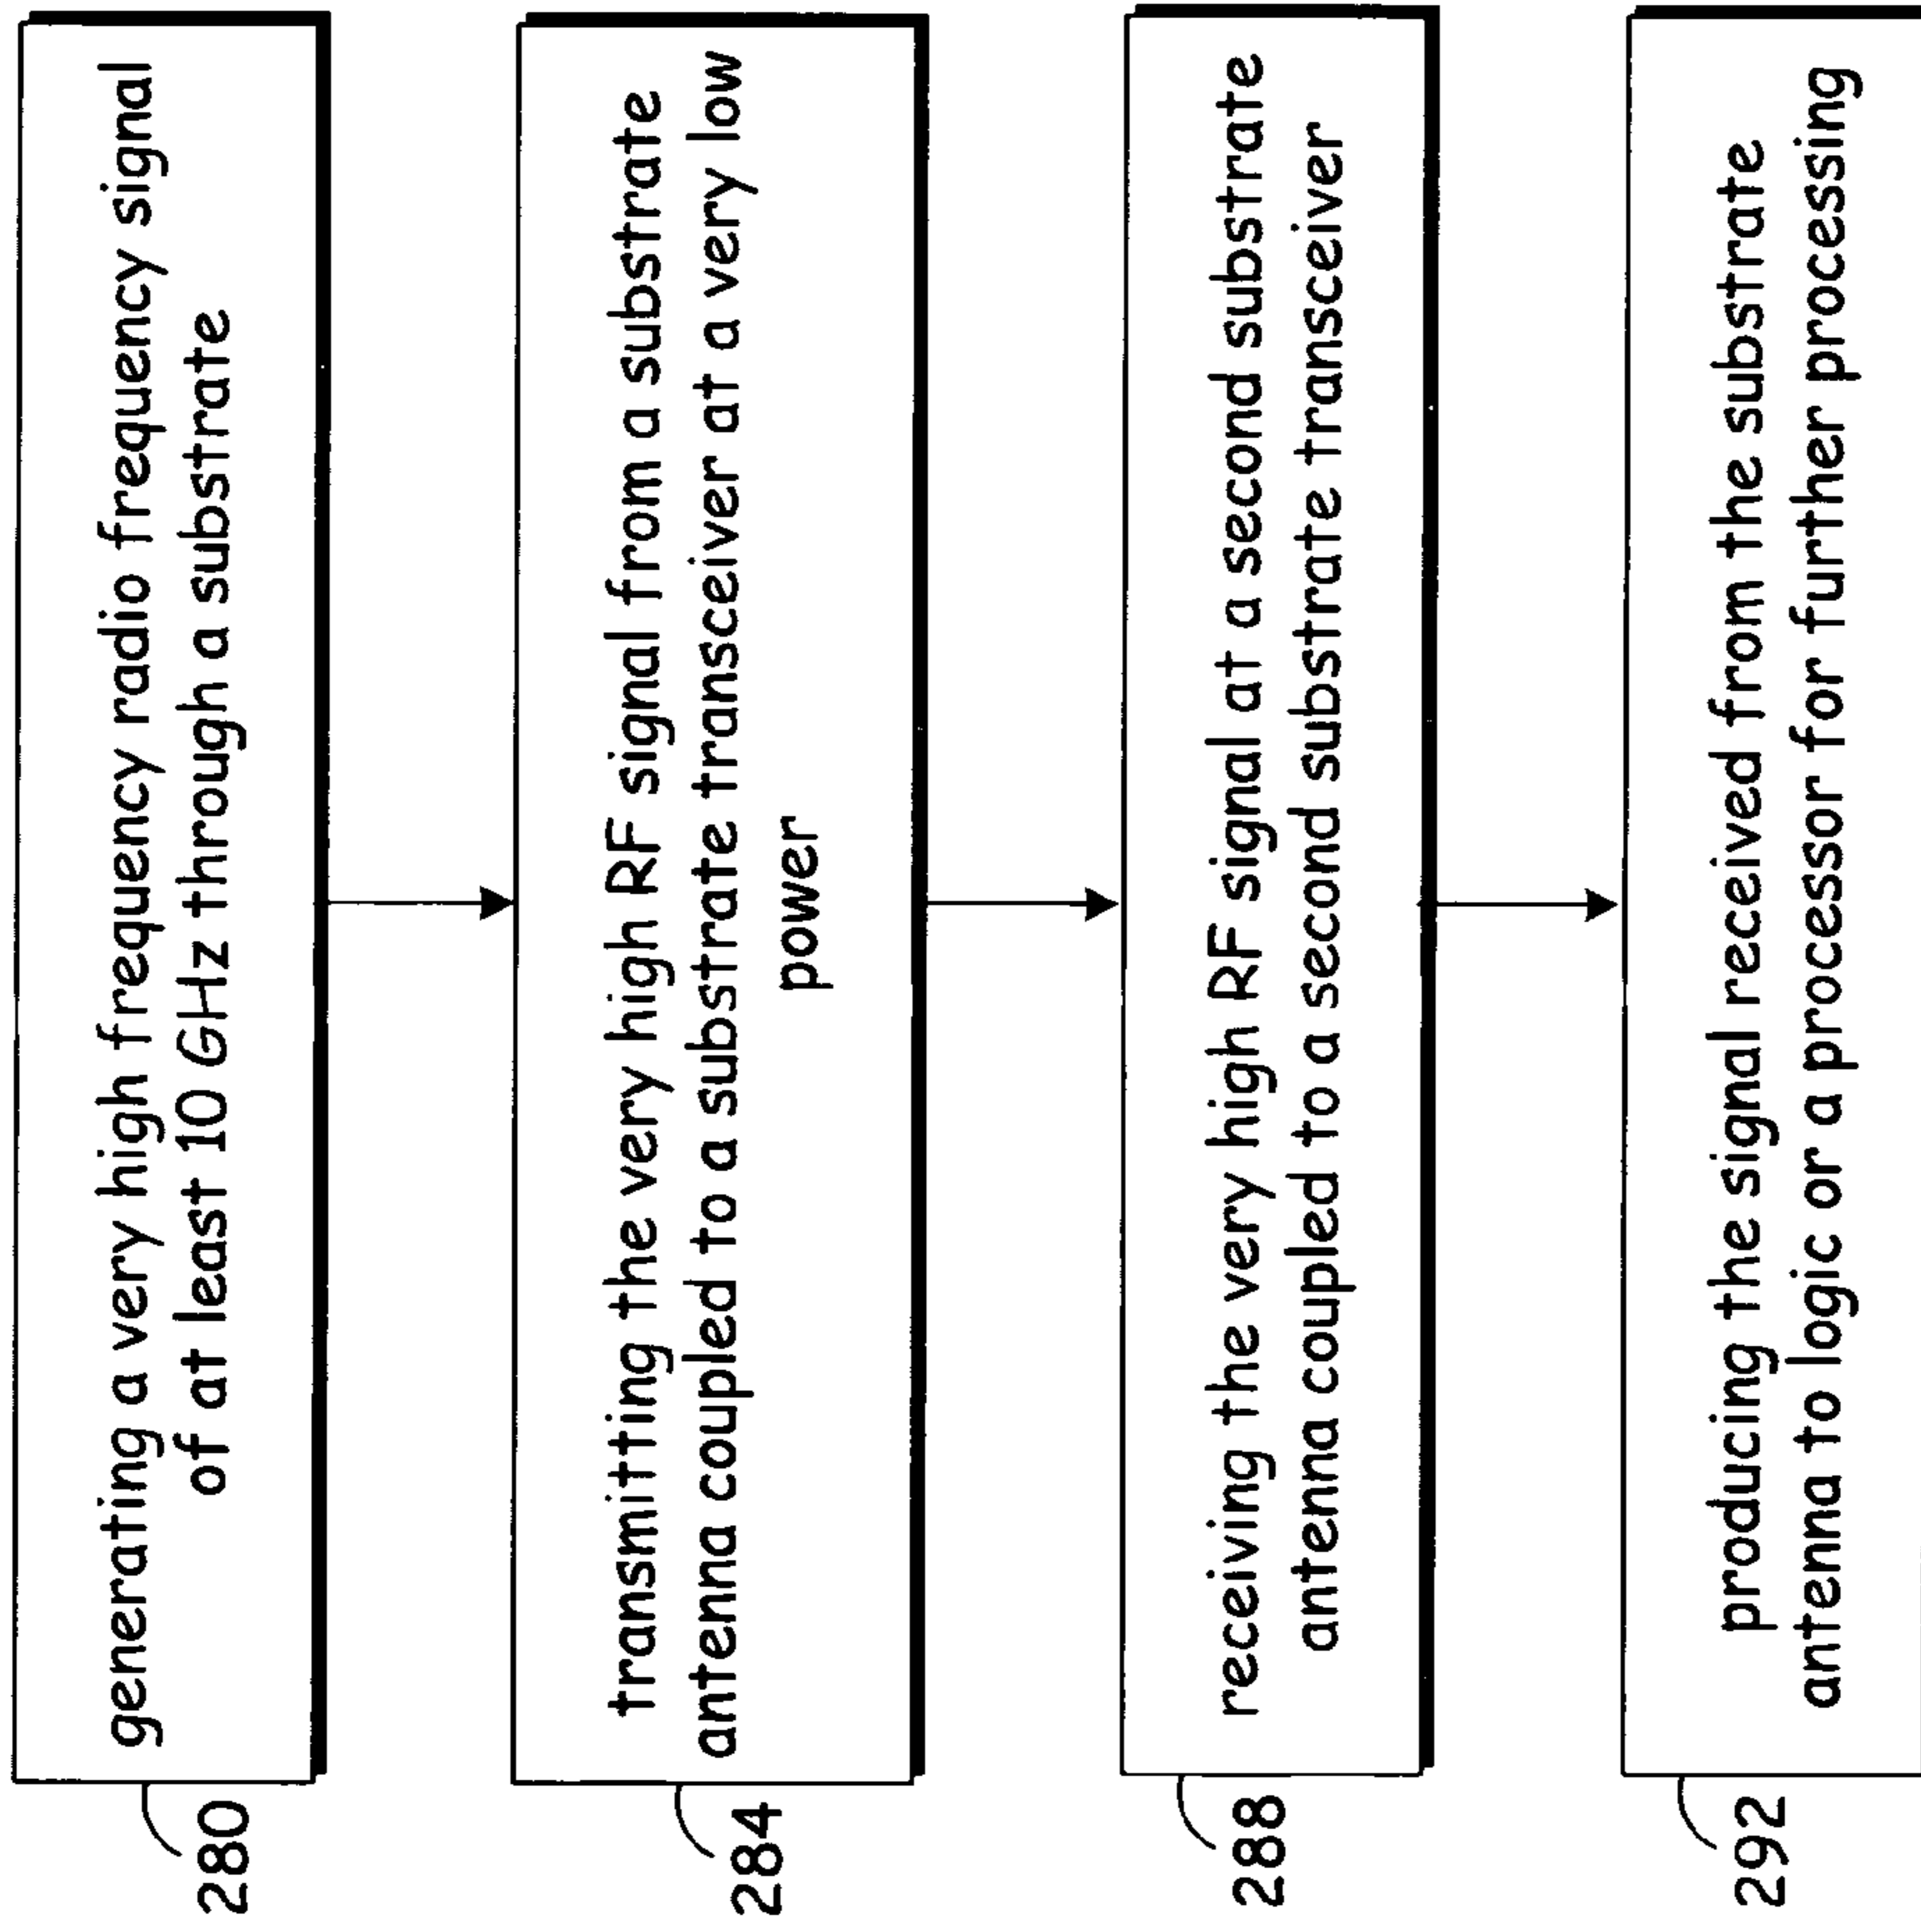 generating a very high frequency radio frequency signal
of at least 10 GHz through a substrate
280
transmitting the very high RF signal from a substrate
antenna coupled to a substrate transceiver at a very low
power
284
receiving the very high RF signal at a second substrate
antenna coupled to a second substrate transceiver
288
producing the signal received from the substrate
antenna to logic or a processor for further processing
292